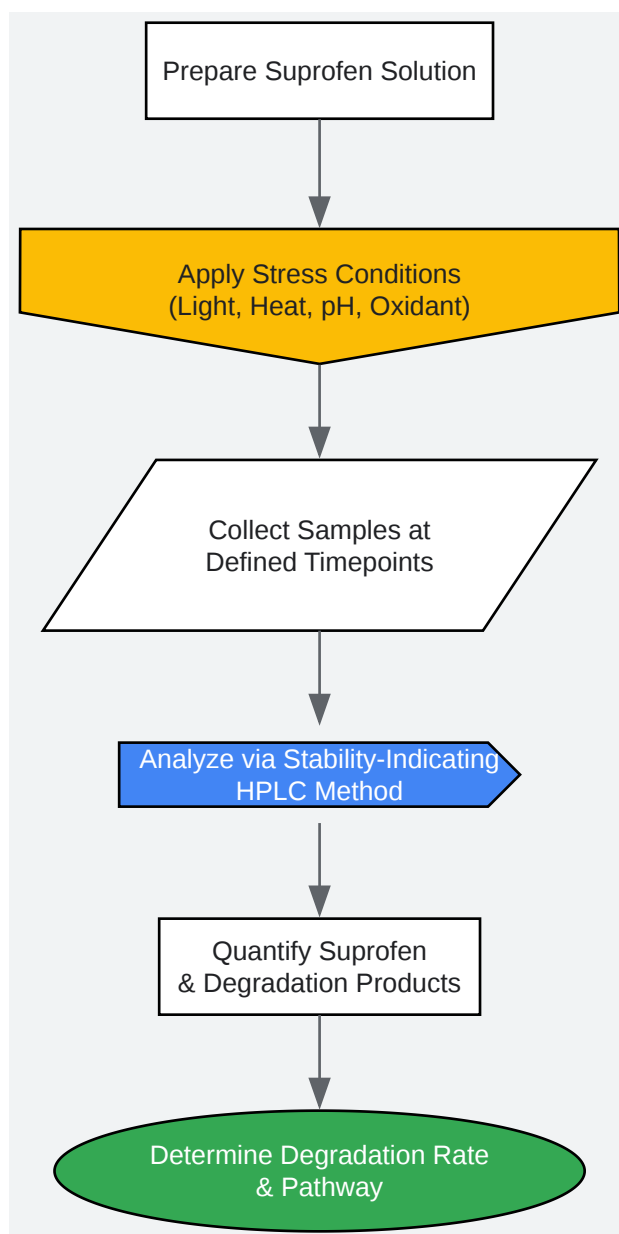 Prepare Suprofen Solution
Apply Stress Conditions
(Light, Heat, pH, Oxidant)
Collect Samples at
Defined Timepoints
Analyze via Stability-Indicating
HPLC Method
Quantify Suprofen
& Degradation Products
Determine Degradation Rate
& Pathway